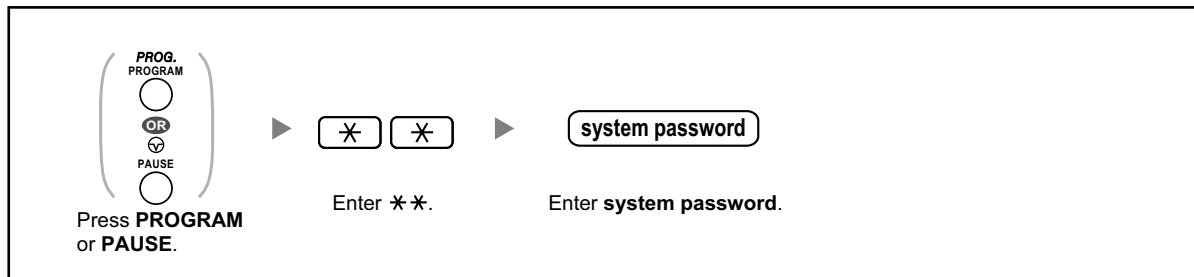 PROG.
PROGRAM
OR
PAUSE
Press PROGRAM
or PAUSE.
✳ ✳
Enter ✳✳.
system password
Enter system password.